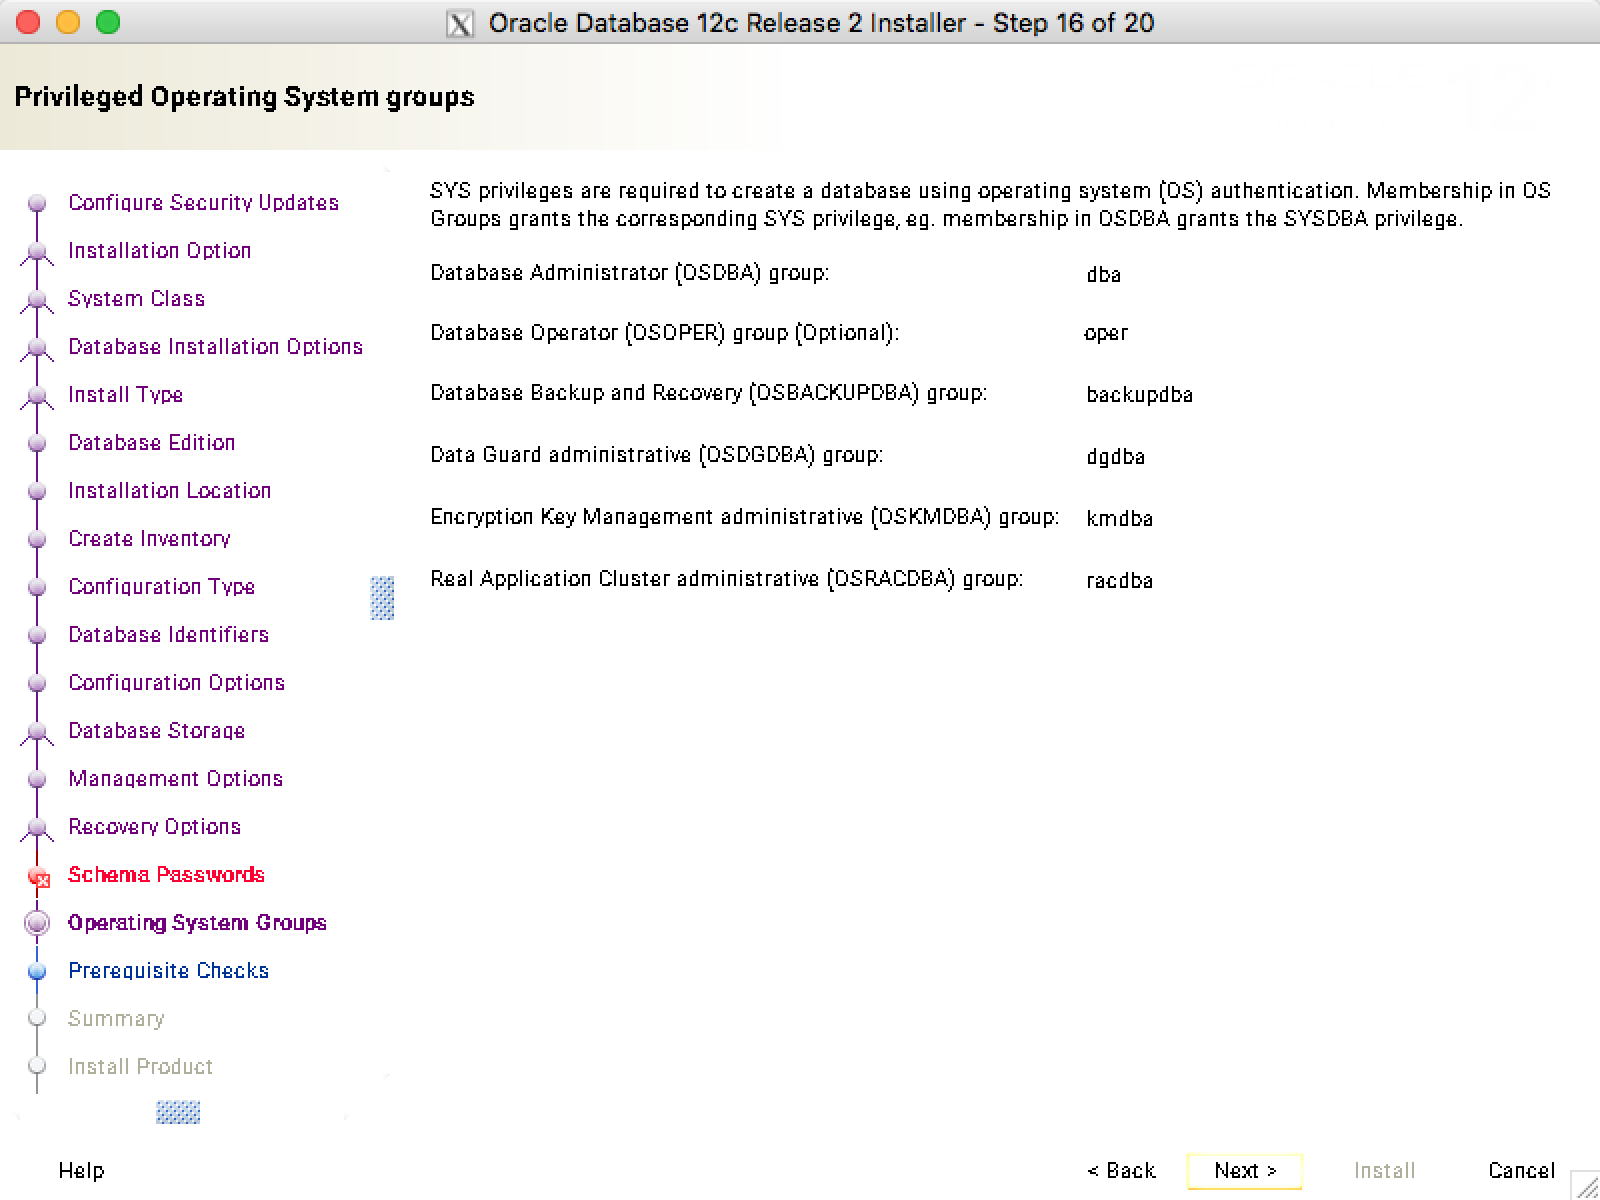 Oracle Database 12c Release 2 Installer - Step 16 of 20
Privileged Operating System groups
Configure Security Updates
Installation Option
System Class
Database Installation Options
Install Type
Database Edition
Installation Location
Create Inventory
Configuration Type
Database Identifiers
Configuration Options
Database Storage
Management Options
Recovery Options
Schema Passwords
Operating System Groups
Prerequisite Checks
Summary
Install Product
SYS privileges are required to create a database using operating system (OS) authentication. Membership in OS
Groups grants the corresponding SYS privilege, eg. membership in OSDBA grants the SYSDBA privilege.
Database Administrator (OSDBA) group: dba
Database Operator (OSOPER) group (Optional): oper
Database Backup and Recovery (OSBACKUPDBA) group: backupdba
Data Guard administrative (OSDGDBA) group: dgdba
Encryption Key Management administrative (OSKMDBA) group: kmdba
Real Application Cluster administrative (OSRACDBA) group: racdba
Help < Back Next > Install Cancel